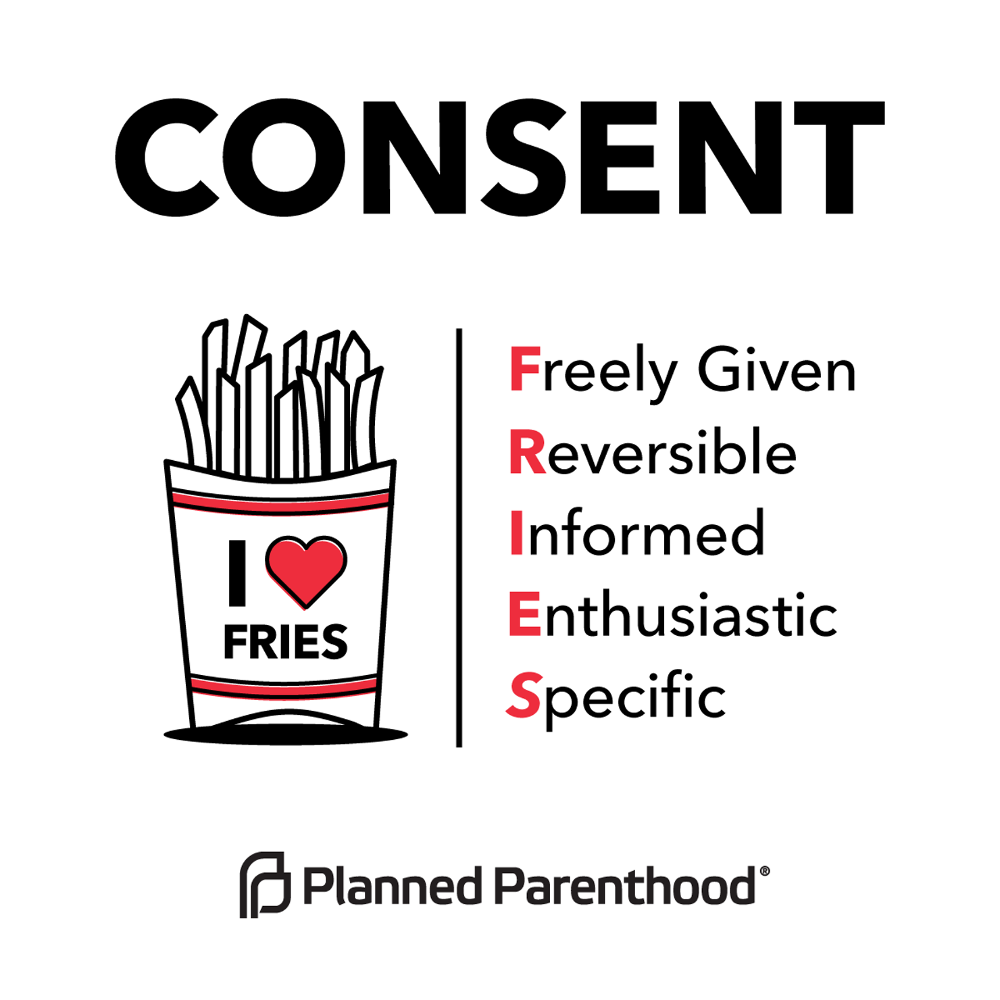 CONSENT
I ❤
FRIES
Freely Given
Reversible
Informed
Enthusiastic
Specific
Planned Parenthood®